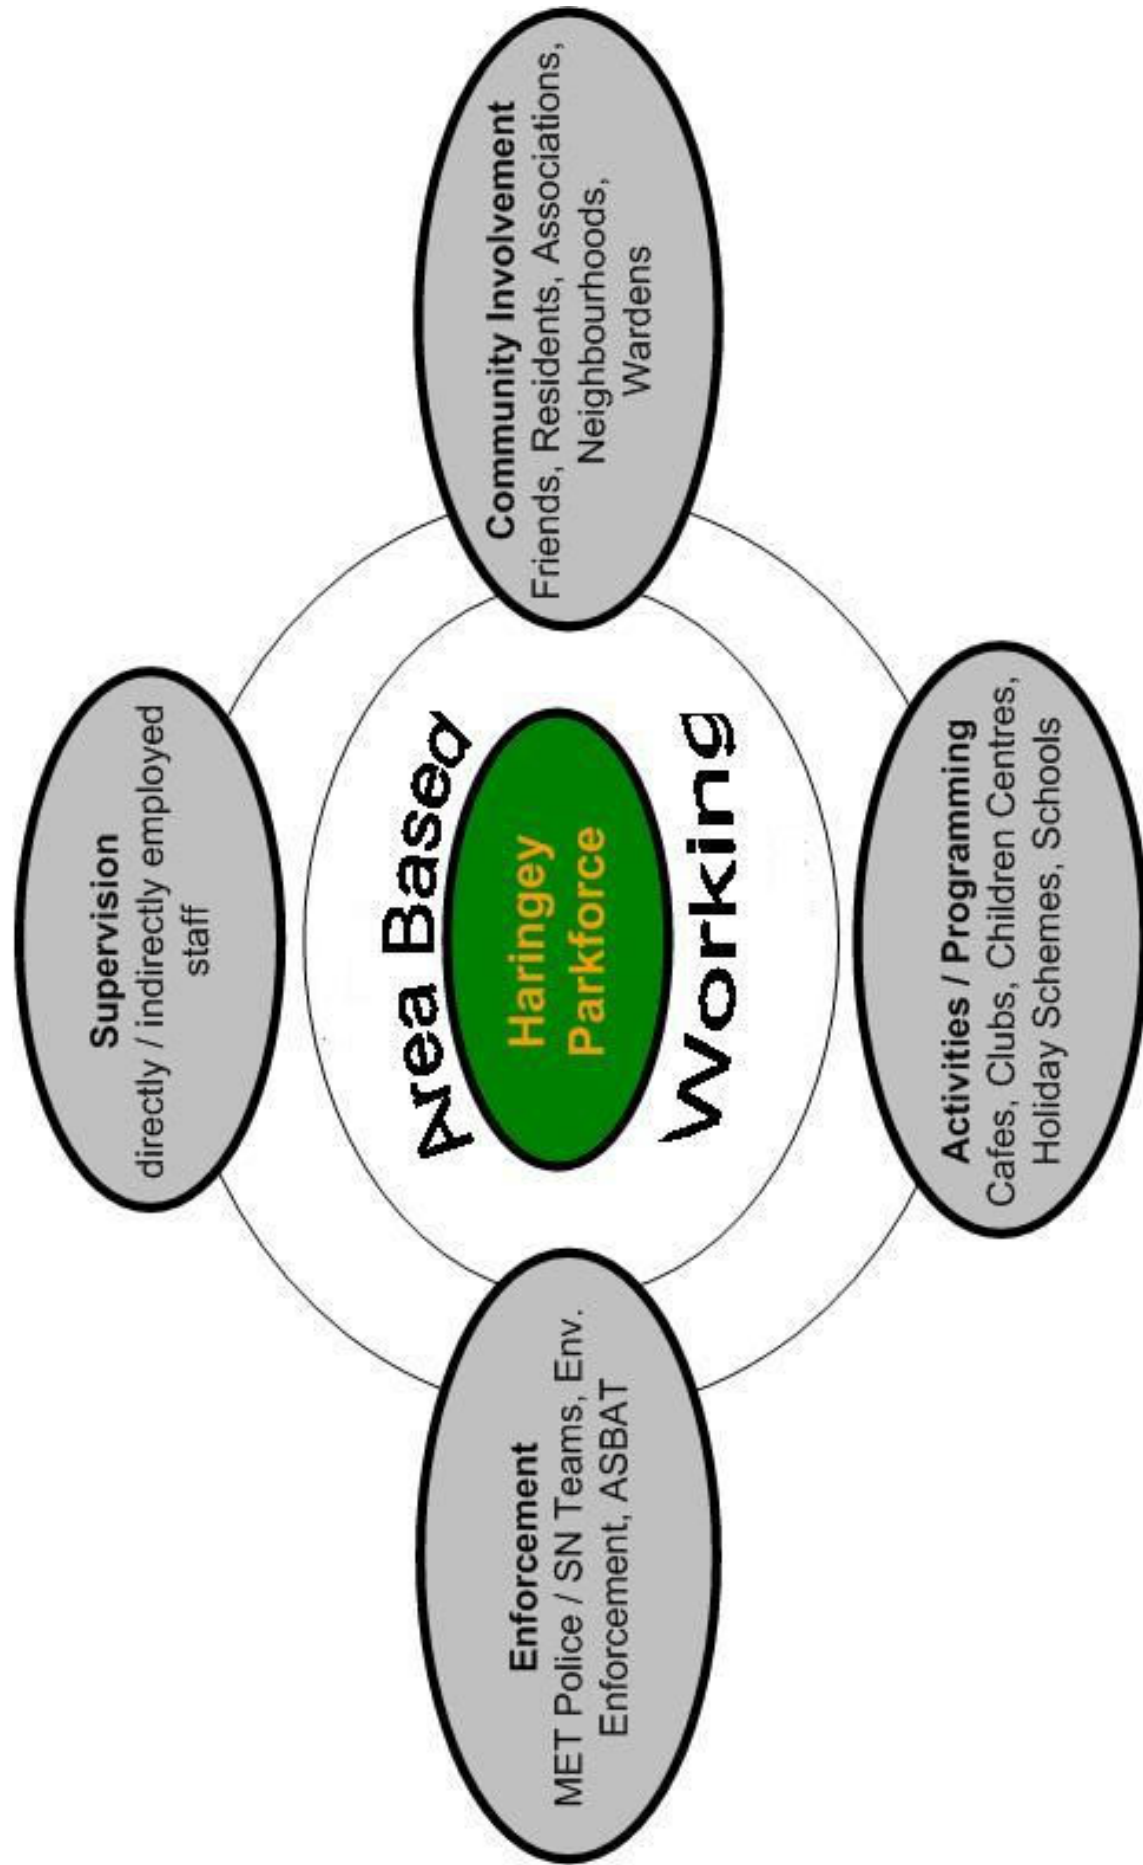 Supervision
directly / indirectly employed
staff
Enforcement
MET Police / SN Teams, Env.
Enforcement, ASBAT
Area Based
Haringey
Parkforce
Working
Community Involvement
Friends, Residents, Associations,
Neighbourhoods,
Wardens
Activities / Programming
Cafes, Clubs, Children Centres,
Holiday Schemes, Schools